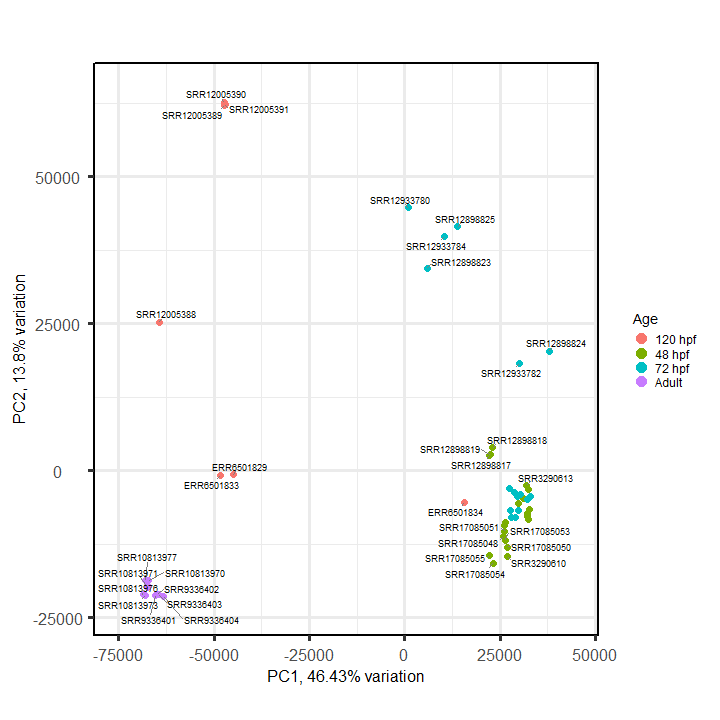 SRR12005390
SRR12005391
SRR12005389
50000
SRR12933780
SRR12898825
SRR12933784
SRR12898823
SRR12005388
25000
SRR12898824
SRR12933782
Age
120 hpf
48 hpf
72 hpf
Adult
PC2, 13.8% variation
SRR12898818
SRR12898819
SRR12898817
0
ERR6501829
ERR6501833
SRR3290613
ERR6501834
SRR17085051
SRR17085053
SRR17085048
SRR17085050
SRR17085055
SRR3290610
SRR17085054
SRR10813977
SRR10813971
SRR10813970
SRR10813976
SRR9336402
SRR10813973
SRR9336403
SRR9336401
SRR9336404
-25000
-75000 -50000 -25000 0 25000 50000
PC1, 46.43% variation